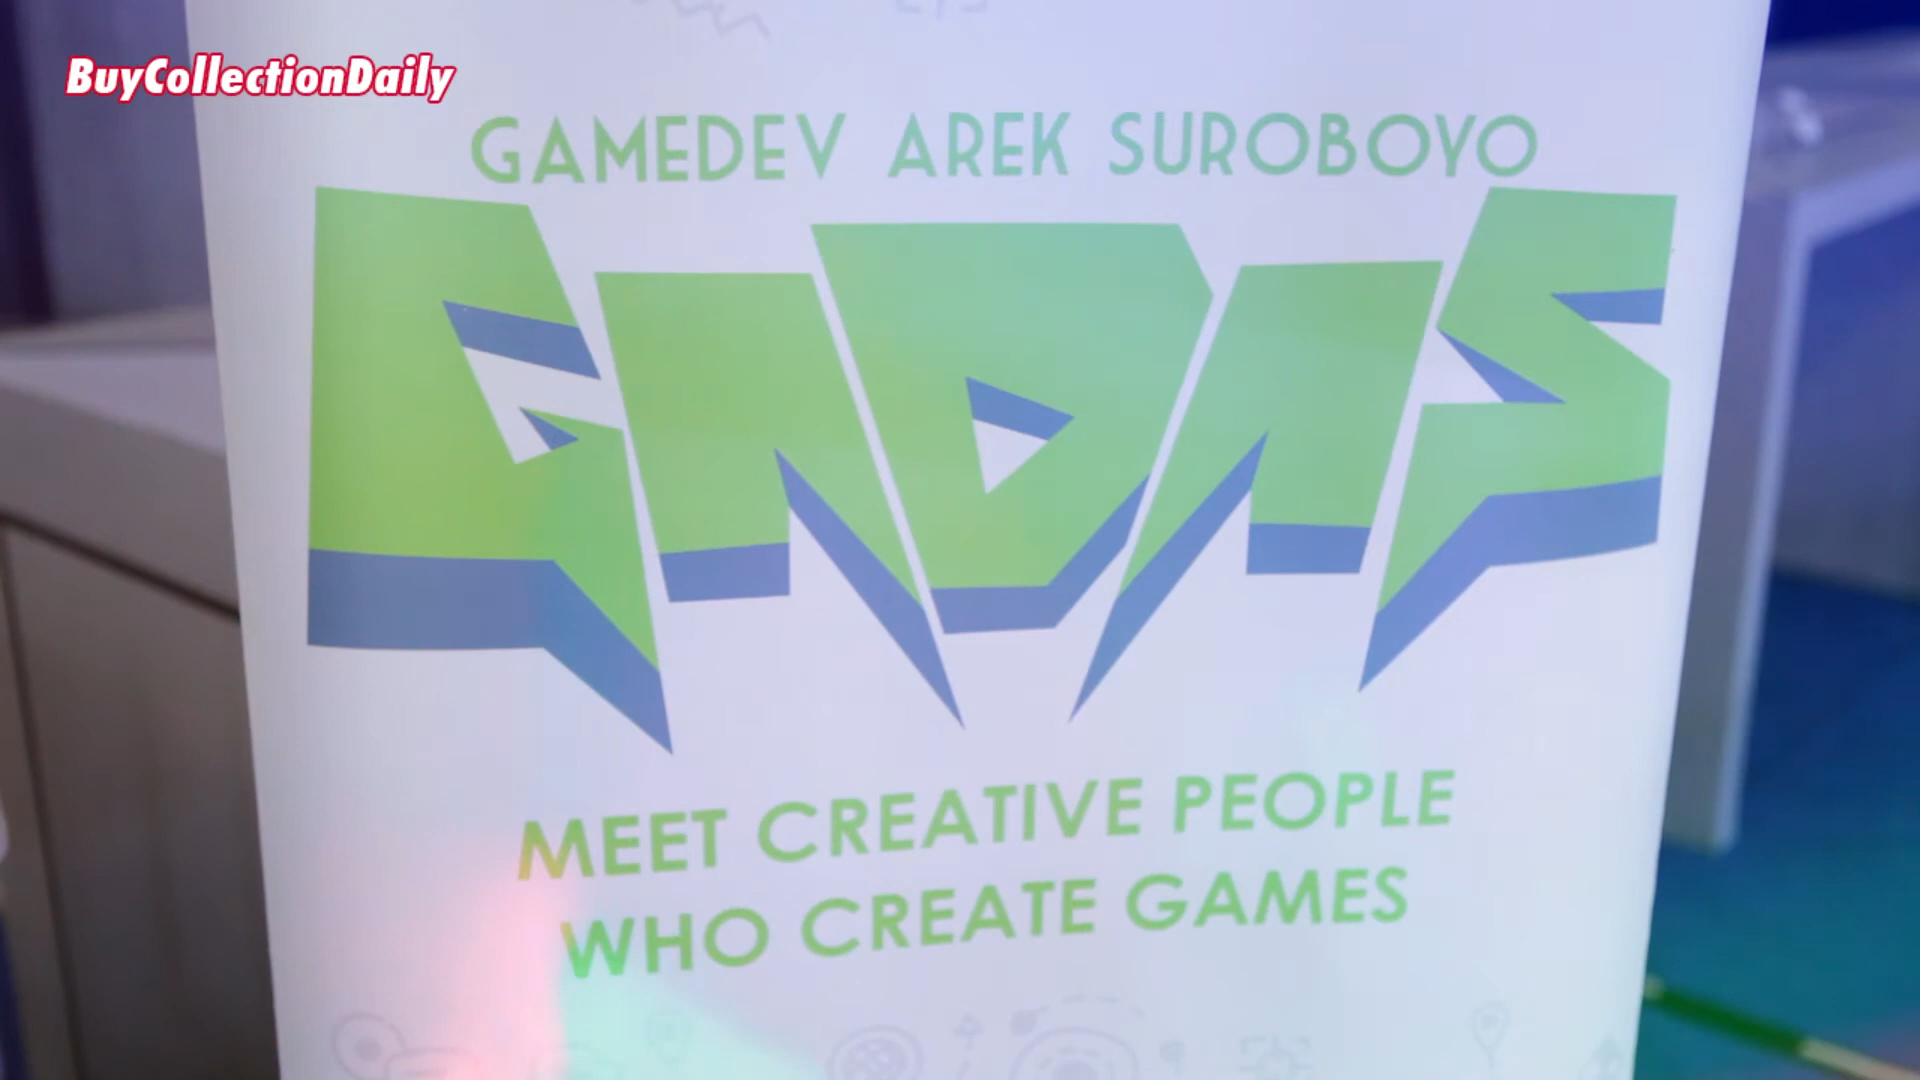 BuyCollectionDaily
GAMEDEV AREK SUROBOYO
GADAS
MEET CREATIVE PEOPLE
WHO CREATE GAMES